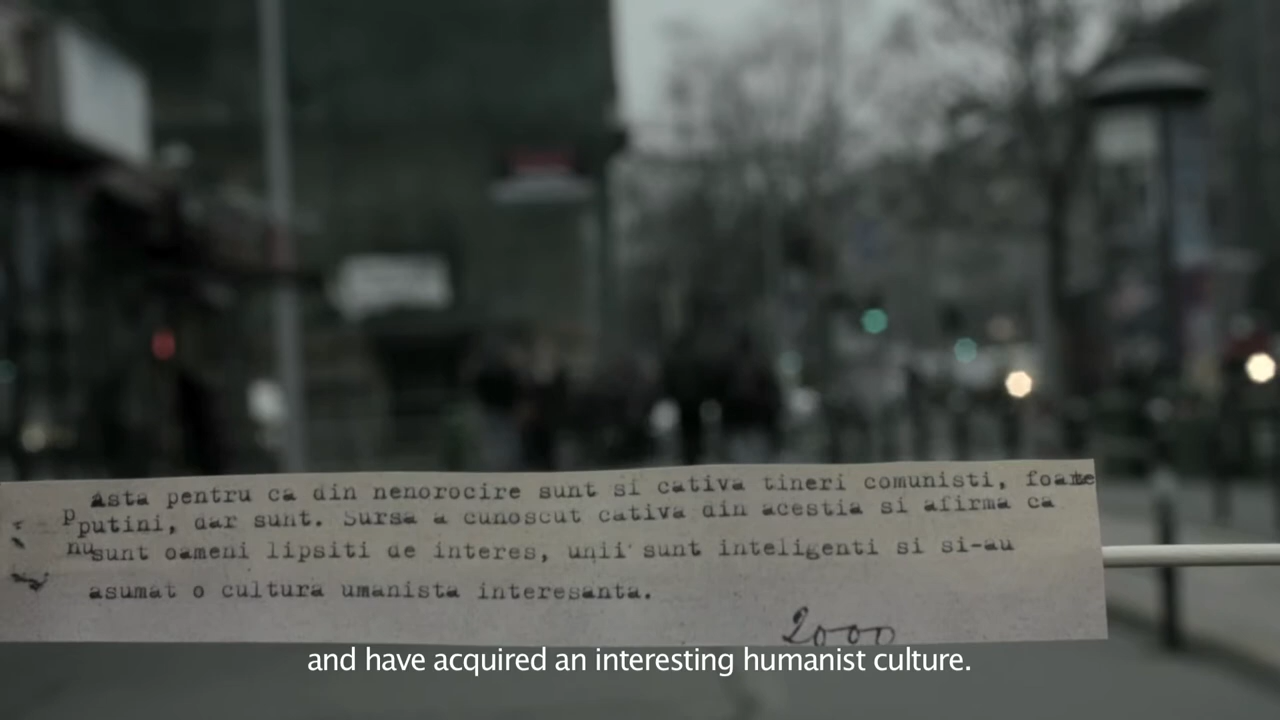 Asta pentru ca din nenorocire sunt si cativa tineri comunisti, foarte
pputini, dar sunt. Sursa a cunoscut cativa din acestia si afirma ca
nu sunt oameni lipsiti de interes, unii sunt inteligenti si si-au
asumat o cultura umanista interesanta.
2000
and have acquired an interesting humanist culture.